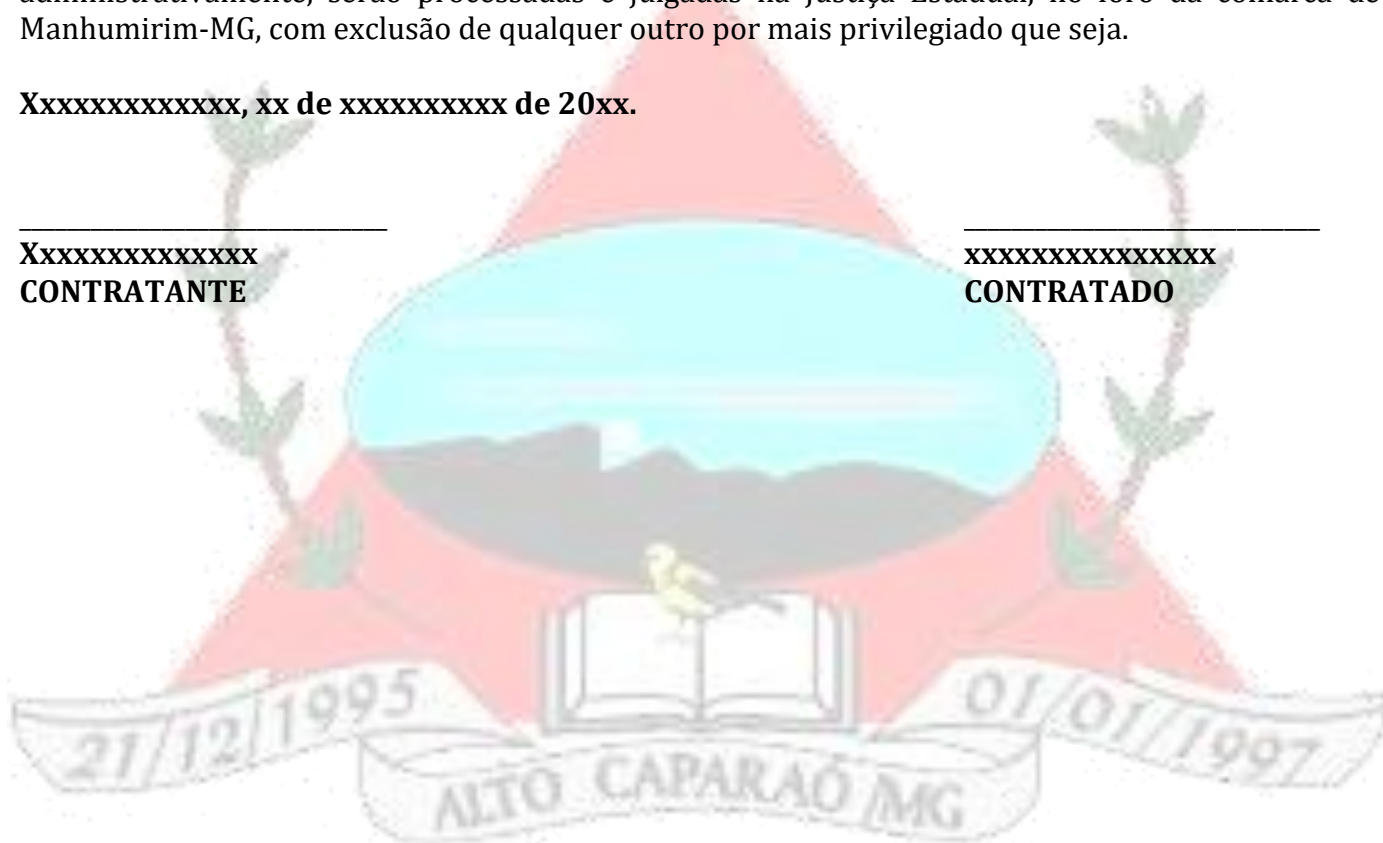 administrativamente, serão processadas e julgadas na Justiça Estadual, no foro da comarca de
Manhumirim-MG, com exclusão de qualquer outro por mais privilegiado que seja.
Xxxxxxxxxxxxx, xx de xxxxxxxxxx de 20xx.
_______________________________ ______________________________
Xxxxxxxxxxxxxx xxxxxxxxxxxxxxx
CONTRATANTE CONTRATADO
21/12/1995 01/01/1997
ALTO CAPARAÓ MG